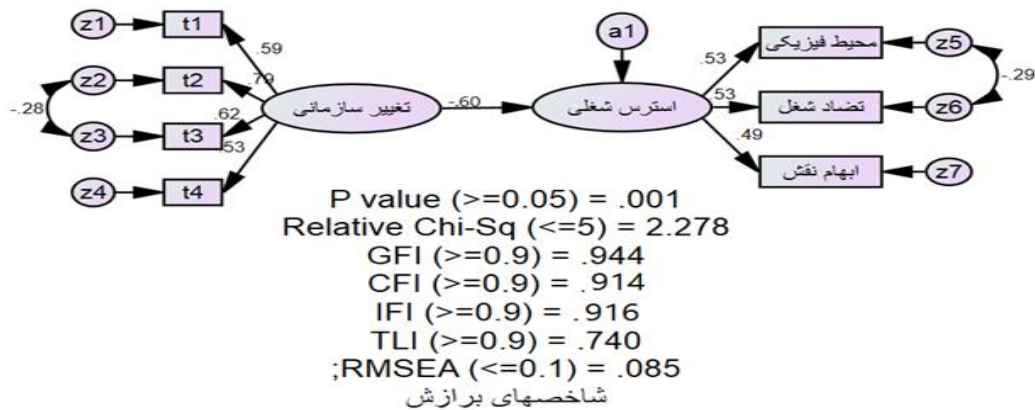 z1
t1
.59
z2
t2
.79
-.28
z3
t3
.62
z4
t4
.53
تغییر سازمانی
-.60
a1
استرس شغلی
.53
محیط فیزیکی
z5
.53
تضاد شغل
z6
-.29
.49
ابهام نقش
z7
P value (>=0.05) = .001
Relative Chi-Sq (<=5) = 2.278
GFI (>=0.9) = .944
CFI (>=0.9) = .914
IFI (>=0.9) = .916
TLI (>=0.9) = .740
;RMSEA (<=0.1) = .085
شاخصهای برازش